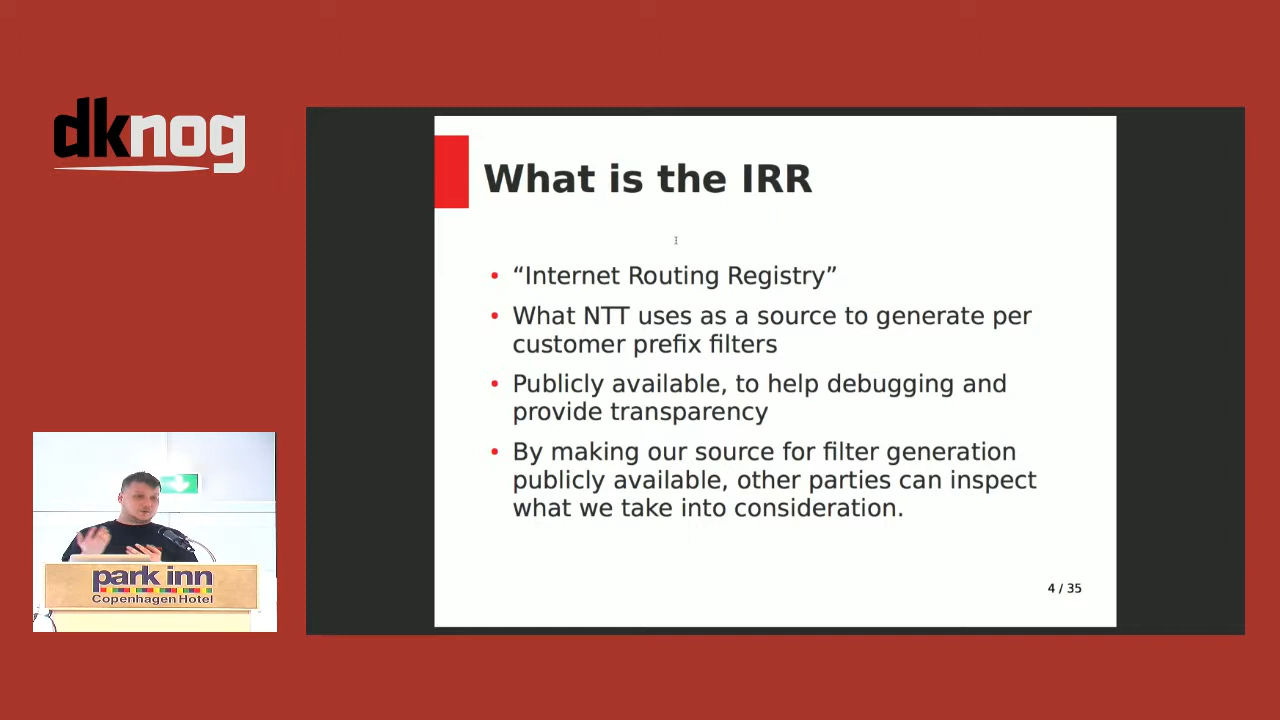 dknog
What is the IRR
• “Internet Routing Registry”
• What NTT uses as a source to generate per
customer prefix filters
• Publicly available, to help debugging and
provide transparency
• By making our source for filter generation
publicly available, other parties can inspect
what we take into consideration.
4 / 35
park inn
Copenhagen Hotel